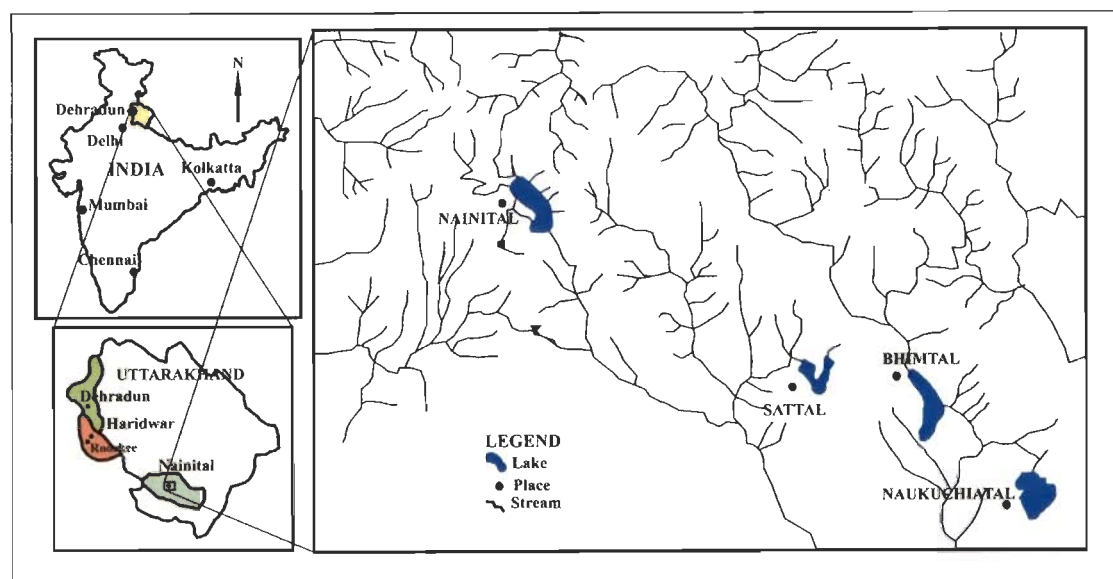 N
Dehradun
Delhi
INDIA
Kolkatta
Mumbai
Chennai
UTTARAKHAND
Dehradun
Haridwar
Nainital
NAINITAL
SATTAL
BHIMTAL
NAUKUCHIATAL
LEGEND
Lake
Place
Stream